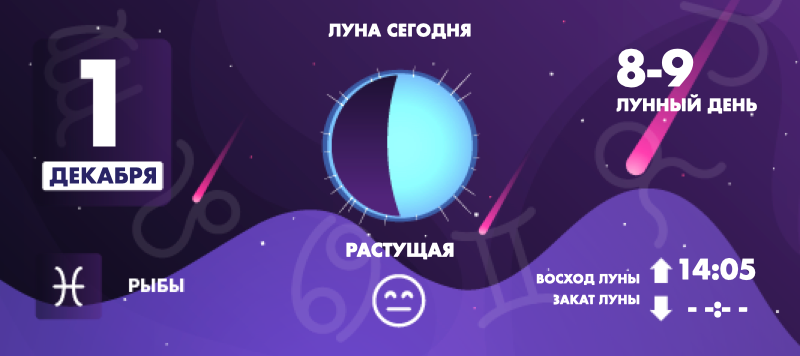 ЛУНА СЕГОДНЯ
1
ДЕКАБРЯ
8-9
ЛУННЫЙ ДЕНЬ
РАСТУЩАЯ
РЫБЫ
ВОСХОД ЛУНЫ 14:05
ЗАКАТ ЛУНЫ - -:- -